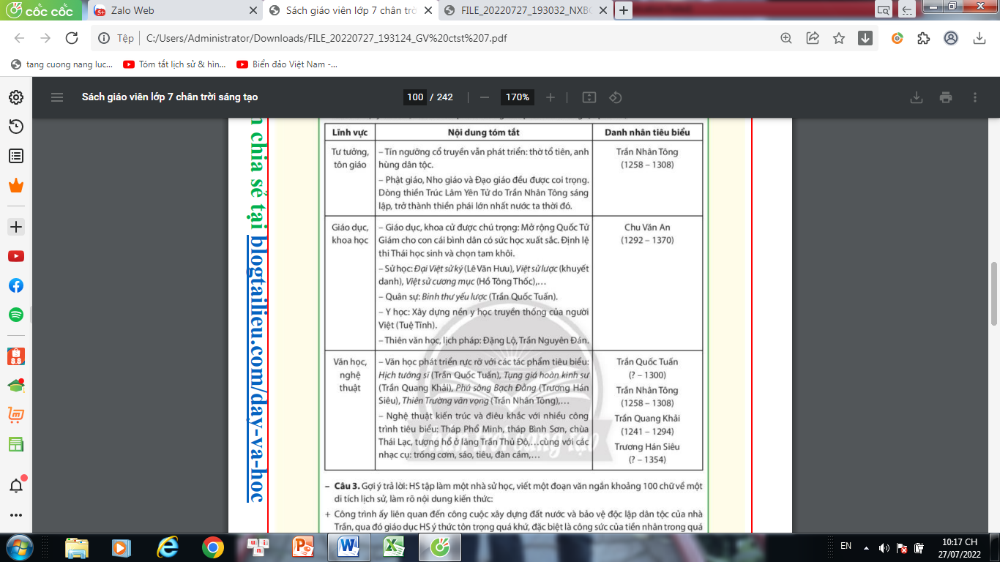 cốc cốc
Zalo Web
Sách giáo viên lớp 7 chân trờ
FILE_20220727_193032_NXB
Tệp
C:/Users/Administrator/Downloads/FILE_20220727_193124_GV%20ctst%207.pdf
tang cuong nang luc...
Tóm tắt lịch sử & hìn...
Biển đảo Việt Nam -...
Sách giáo viên lớp 7 chân trời sáng tạo
100 / 242
170%
chia sẻ tại blogtailieu.com/day-va-hoc
Lĩnh vực
Nội dung tóm tắt
Danh nhân tiêu biểu
Tư tưởng,
tôn giáo
– Tín ngưỡng cổ truyền vẫn phát triển: thờ tổ tiên, anh
hùng dân tộc.
– Phật giáo, Nho giáo và Đạo giáo đều được coi trọng.
Dòng thiền Trúc Lâm Yên Tử do Trần Nhân Tông sáng
lập, trở thành thiền phái lớn nhất nước ta thời đó.
Trần Nhân Tông
(1258 – 1308)
Giáo dục,
khoa học
– Giáo dục, khoa cử được chú trọng: Mở rộng Quốc Tử
Giám cho con cái bình dân có sức học xuất sắc. Định lệ
thi Thái học sinh và chọn tam khôi.
– Sử học: Đại Việt sử ký (Lê Văn Hưu), Việt sử lược (khuyết
danh), Việt sử cương mục (Hồ Tông Thốc),...
– Quân sự: Binh thư yếu lược (Trần Quốc Tuấn).
– Y học: Xây dựng nền y học truyền thống của người
Việt (Tuệ Tĩnh).
– Thiên văn học, lịch pháp: Đặng Lộ, Trần Nguyên Đán.
Chu Văn An
(1292 – 1370)
Văn học,
nghệ
thuật
– Văn học phát triển rực rỡ với các tác phẩm tiêu biểu:
Hịch tướng sĩ (Trần Quốc Tuấn), Tụng giá hoàn kinh sư
(Trần Quang Khải), Phú sông Bạch Đằng (Trương Hán
Siêu), Thiên Trường vãn vọng (Trần Nhân Tông),...
– Nghệ thuật kiến trúc và điêu khắc với nhiều công
trình tiêu biểu: Tháp Phổ Minh, tháp Bình Sơn, chùa
Thái Lạc, tượng hổ ở lăng Trần Thủ Độ,...cùng với các
nhạc cụ: trống cơm, sáo, tiêu, đàn cầm,...
Trần Quốc Tuấn
(? – 1300)
Trần Nhân Tông
(1258 – 1308)
Trần Quang Khải
(1241 – 1294)
Trương Hán Siêu
(? – 1354)
– Câu 3. Gợi ý trả lời: HS tập làm một nhà sử học, viết một đoạn văn ngắn khoảng 100 chữ về một
di tích lịch sử, làm rõ nội dung kiến thức:
+ Công trình ấy liên quan đến công cuộc xây dựng đất nước và bảo vệ độc lập dân tộc của nhà
Trần, qua đó giáo dục HS ý thức tôn trọng quá khứ, đặc biệt là công sức của tiền nhân trong quá
EN
10:17 CH
27/07/2022